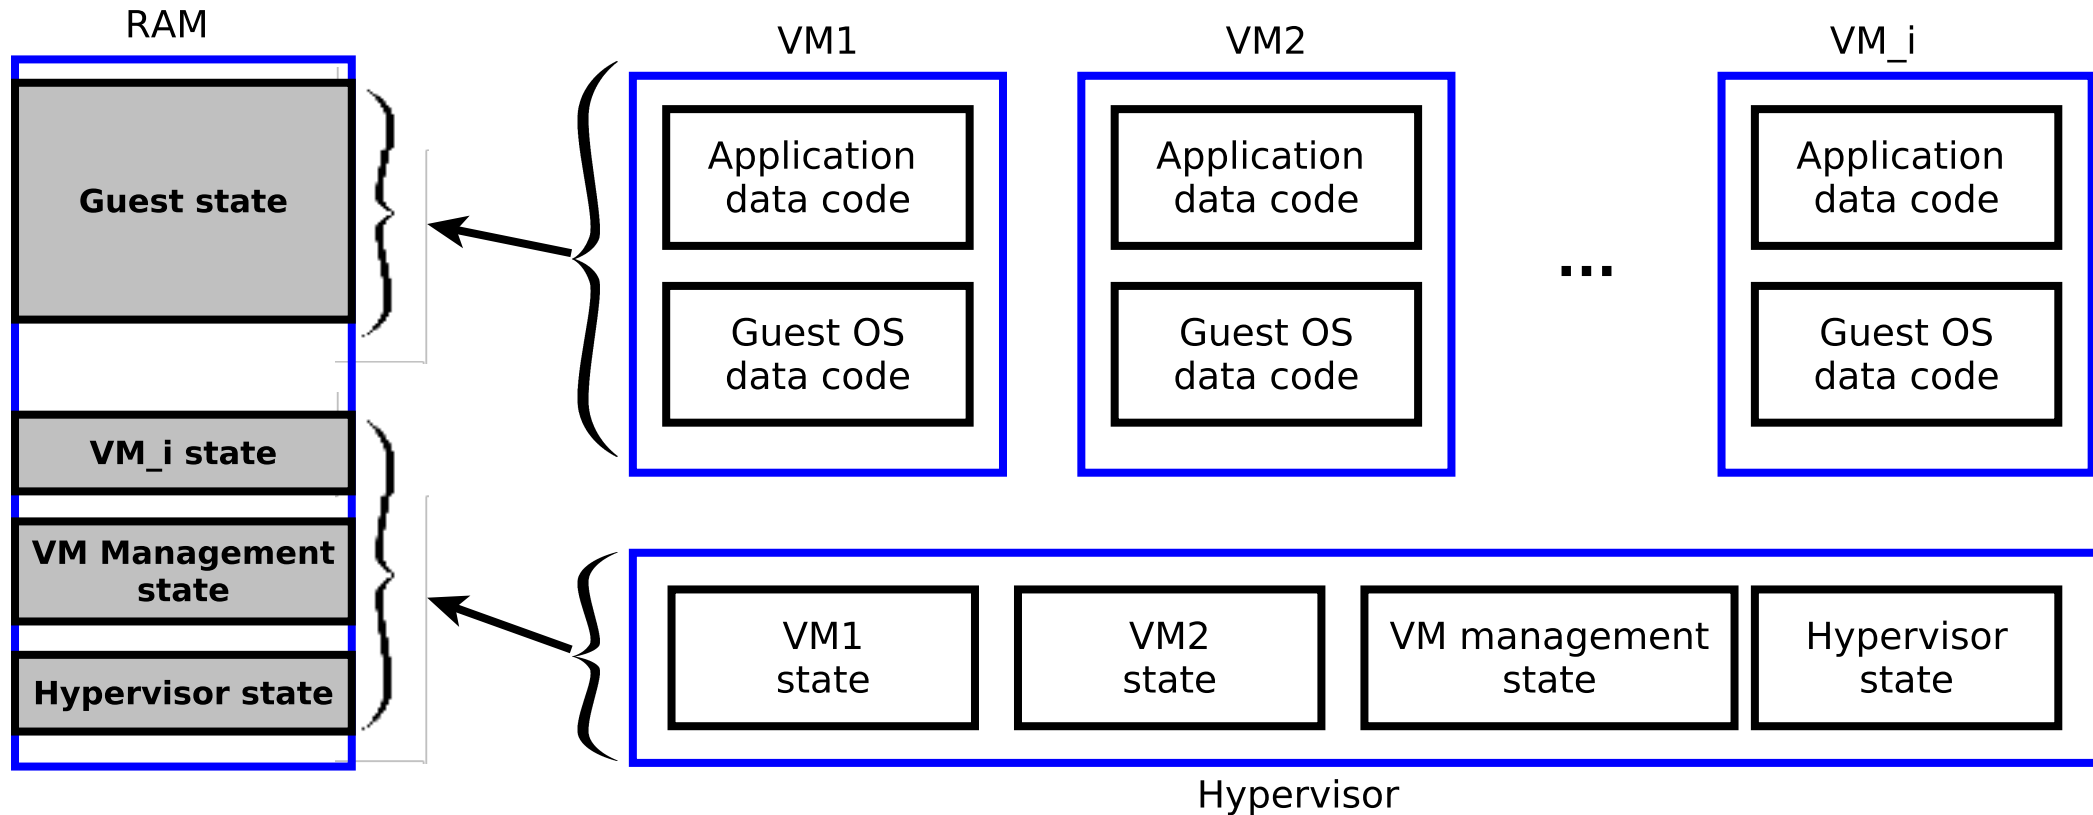 RAM
Guest state
VM_i state
VM Management
state
Hypervisor state
VM1
Application
data code
Guest OS
data code
VM2
Application
data code
Guest OS
data code
...
VM_i
Application
data code
Guest OS
data code
VM1
state
VM2
state
VM management
state
Hypervisor
state
Hypervisor